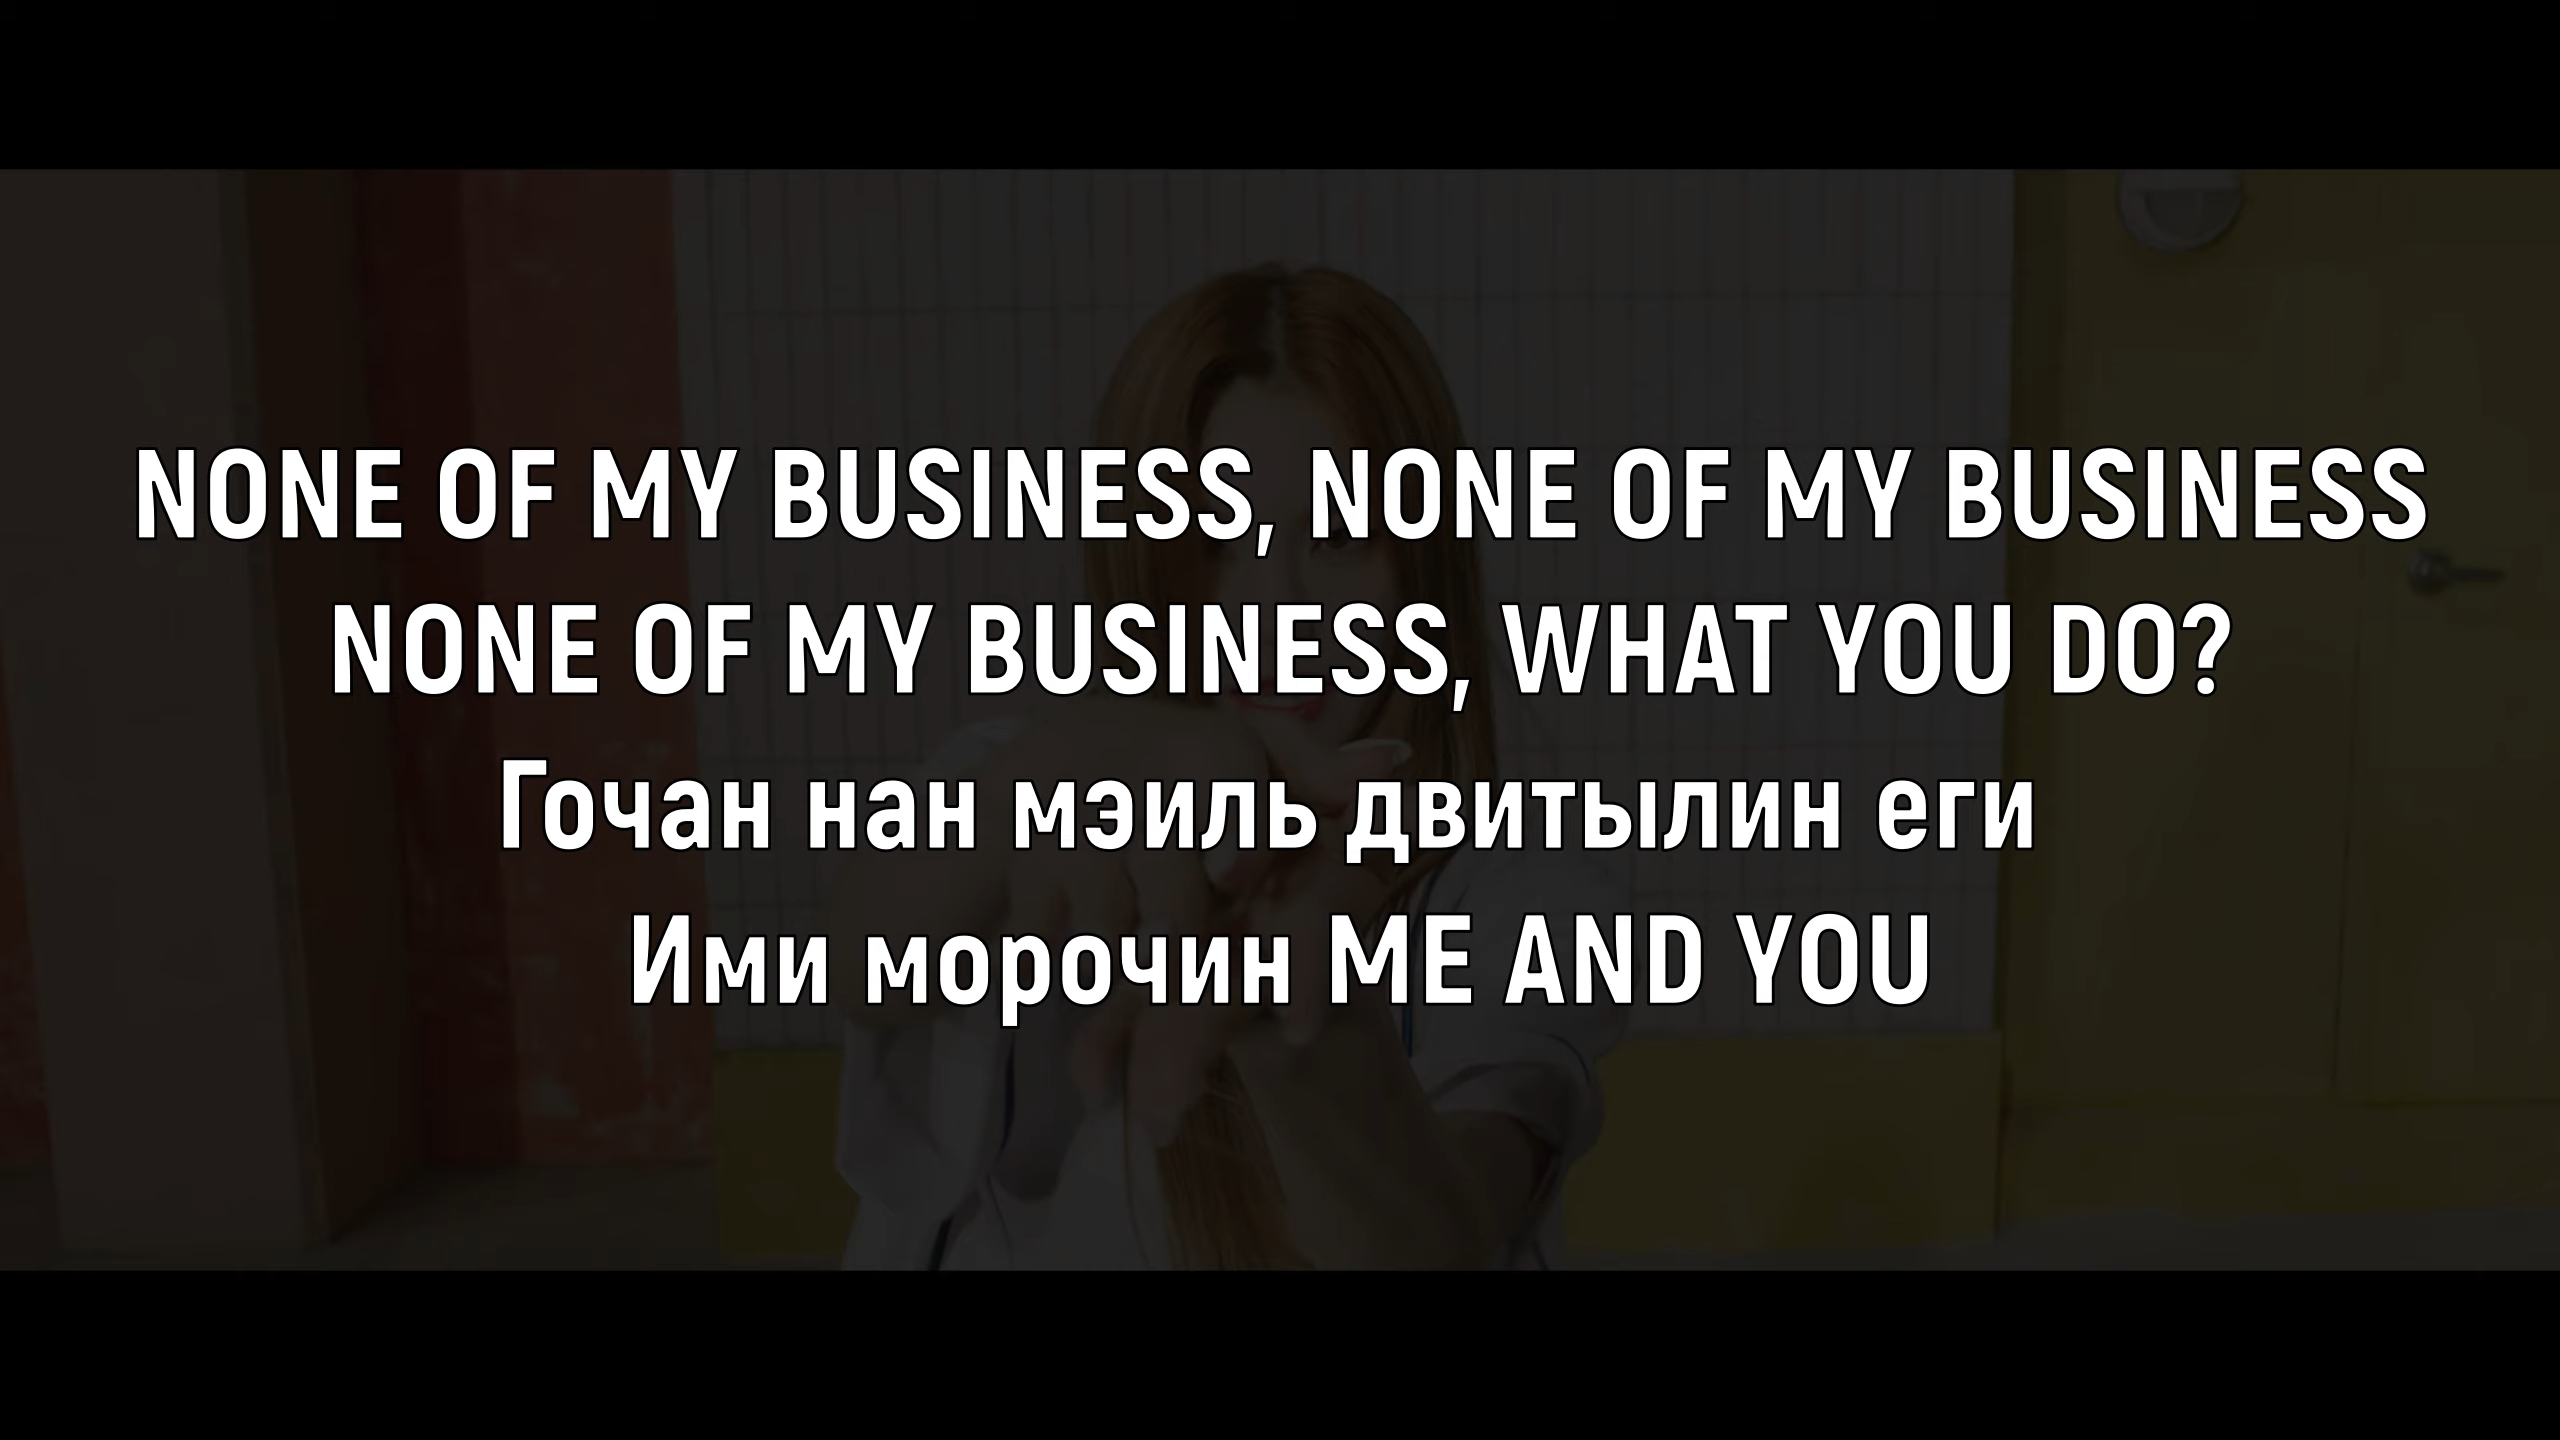 NONE OF MY BUSINESS, NONE OF MY BUSINESS
NONE OF MY BUSINESS, WHAT YOU DO?
Гочан нан мэиль двитылин еги
Ими морочин ME AND YOU